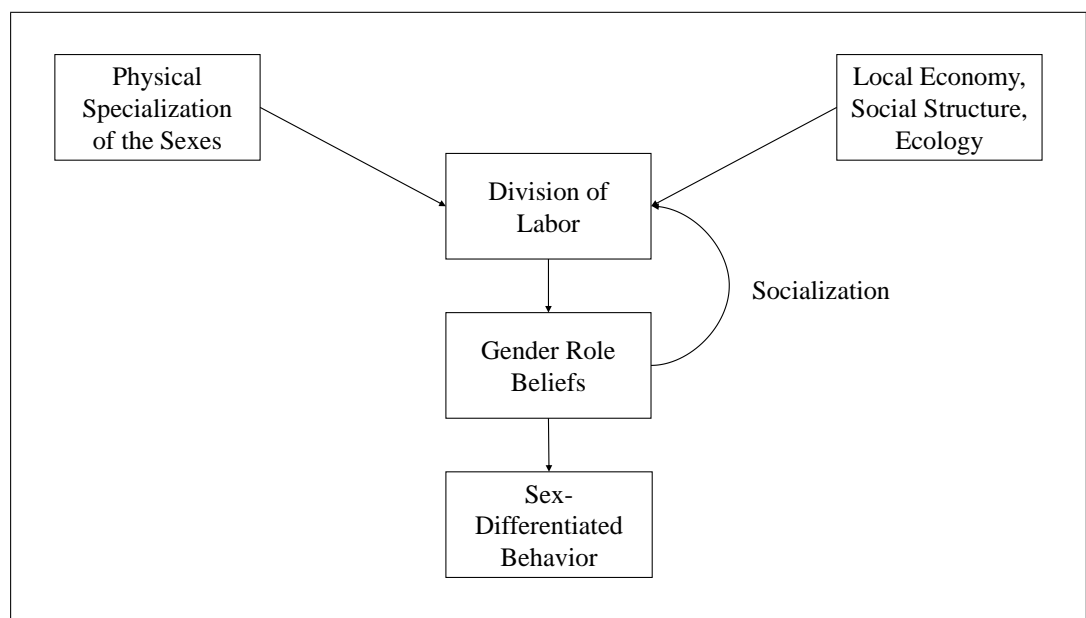 Physical
Specialization
of the Sexes
Local Economy,
Social Structure,
Ecology
Division of
Labor
Socialization
Gender Role
Beliefs
Sex-
Differentiated
Behavior